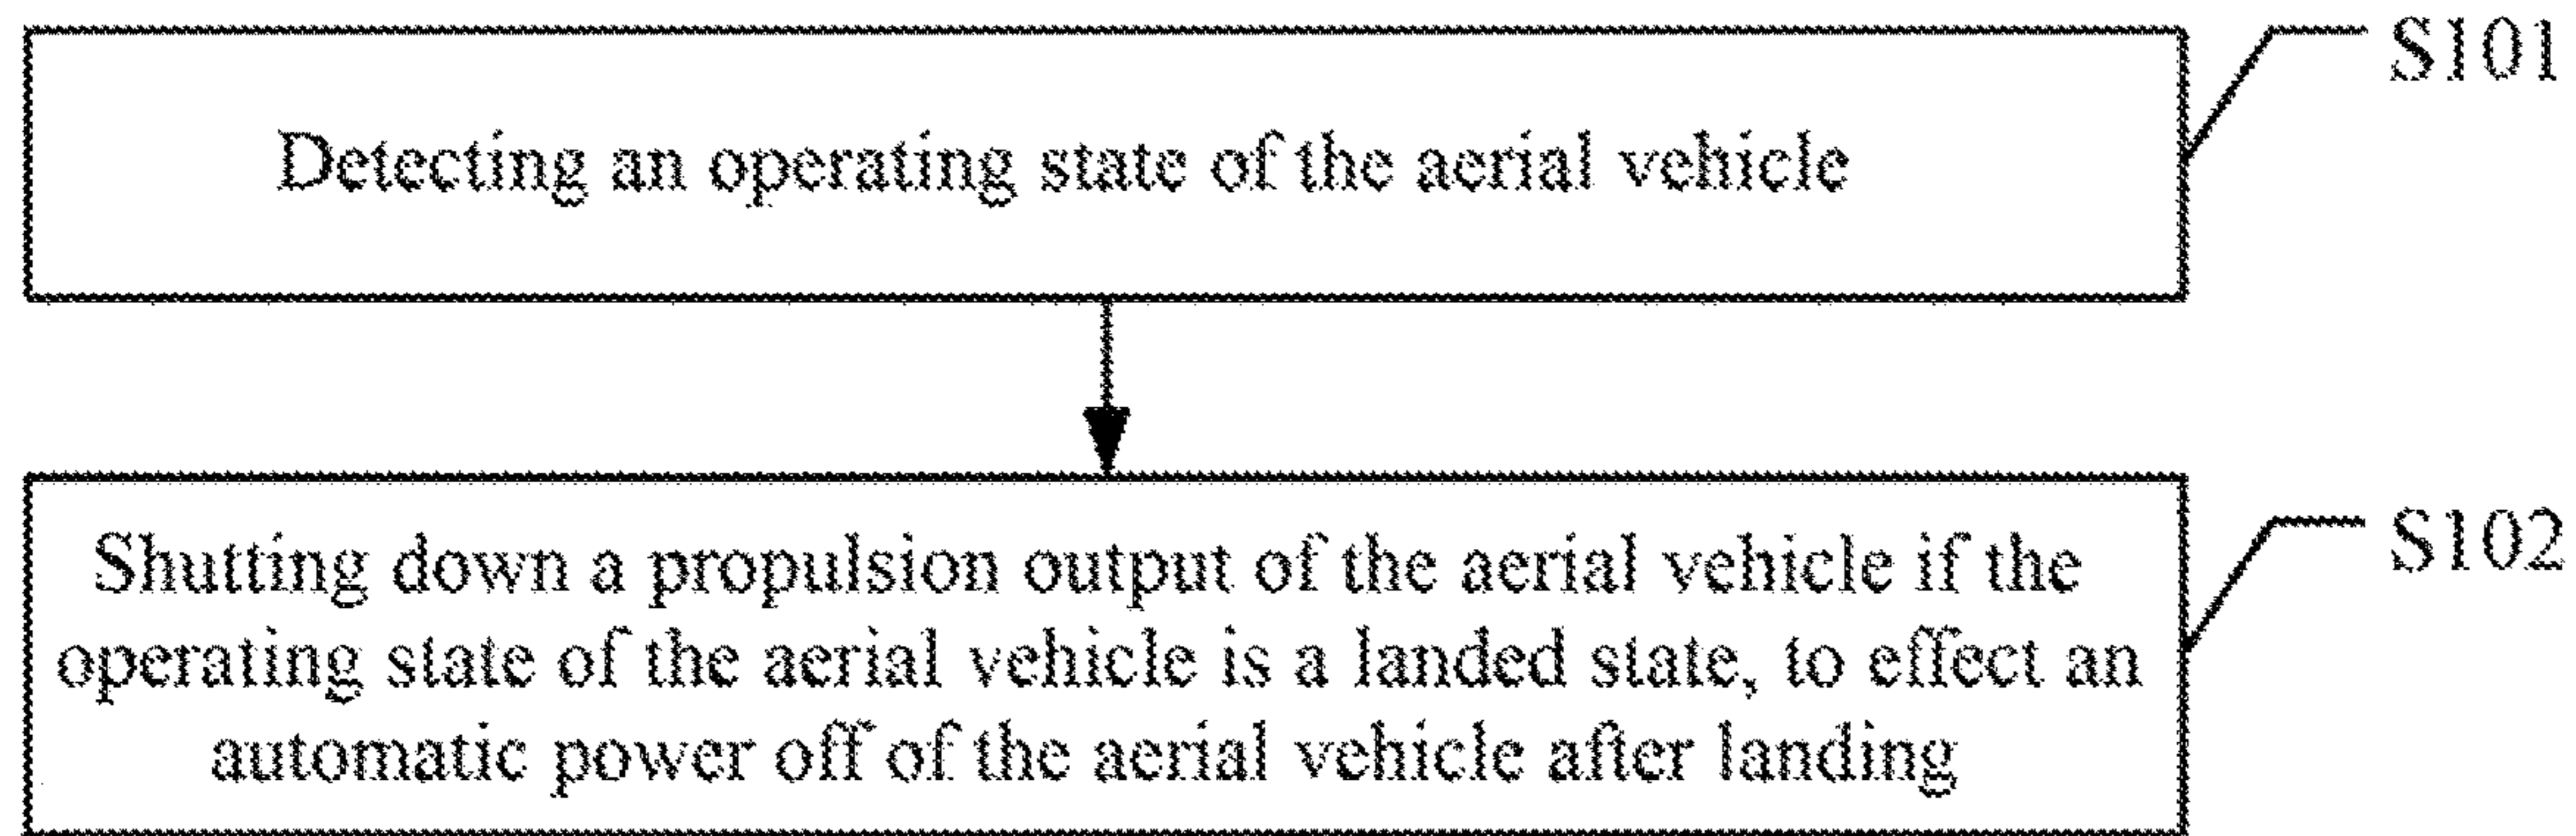 S101
Detecting an operating state of the aerial vehicle
S102
Shutting down a propulsion output of the aerial vehicle if the
operating state of the aerial vehicle is a landed state, to effect an
automatic power off of the aerial vehicle after landing